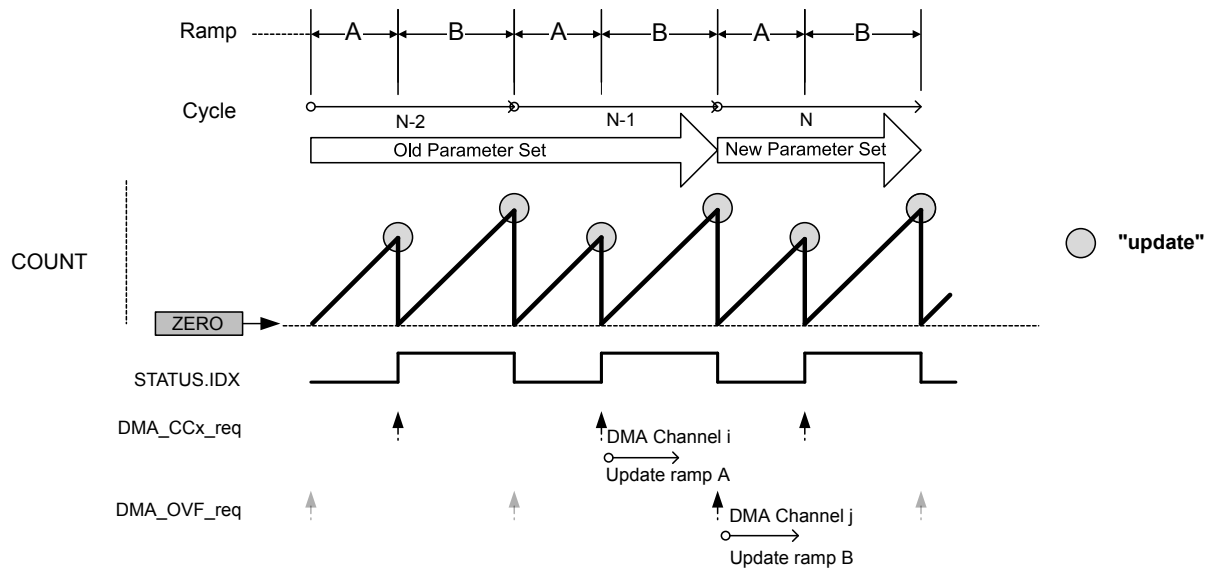 Ramp A B A B A B
Cycle
N-2 N-1 N
Old Parameter Set New Parameter Set
COUNT
"update"
ZERO
STATUS.IDX
DMA_CCx_req
DMA Channel i
Update ramp A
DMA_OVF_req
DMA Channel j
Update ramp B